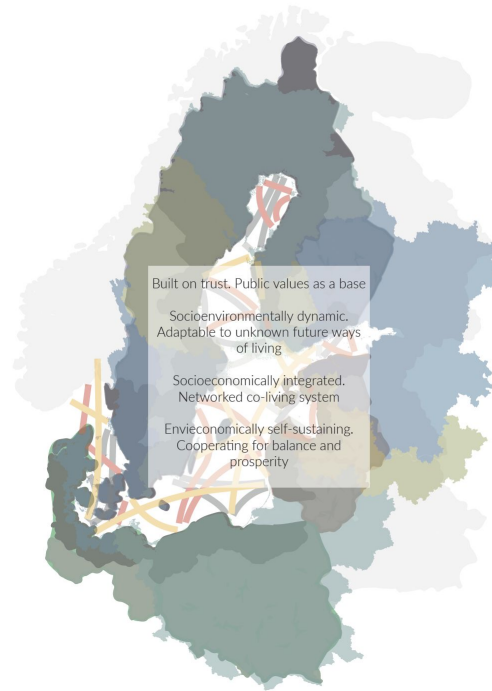 Built on trust. Public values as a base
Socioenvironmentally dynamic.
Adaptable to unknown future ways
of living
Socioeconomically integrated.
Networked co-living system
Envieconomically self-sustaining.
Cooperating for balance and
prosperity